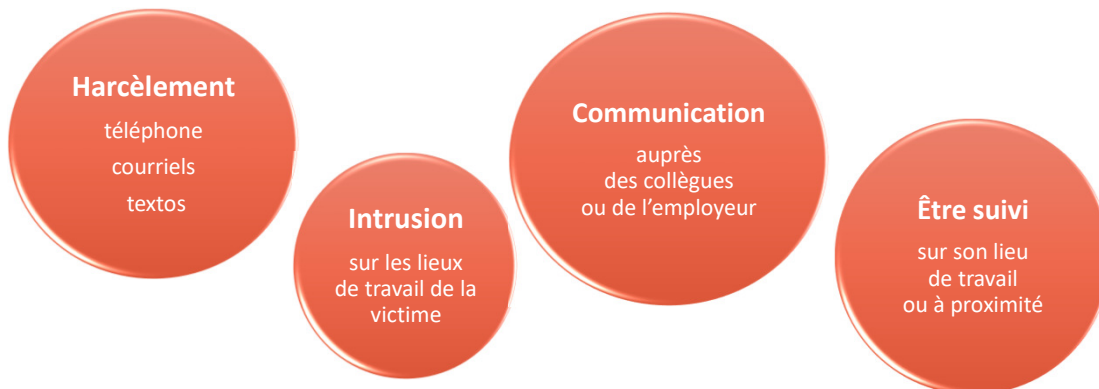 Harcèlement
téléphone
courriels
textos
Intrusion
sur les lieux
de travail de la
victime
Communication
auprès
des collègues
ou de l'employeur
Être suivi
sur son lieu
de travail
ou à proximité